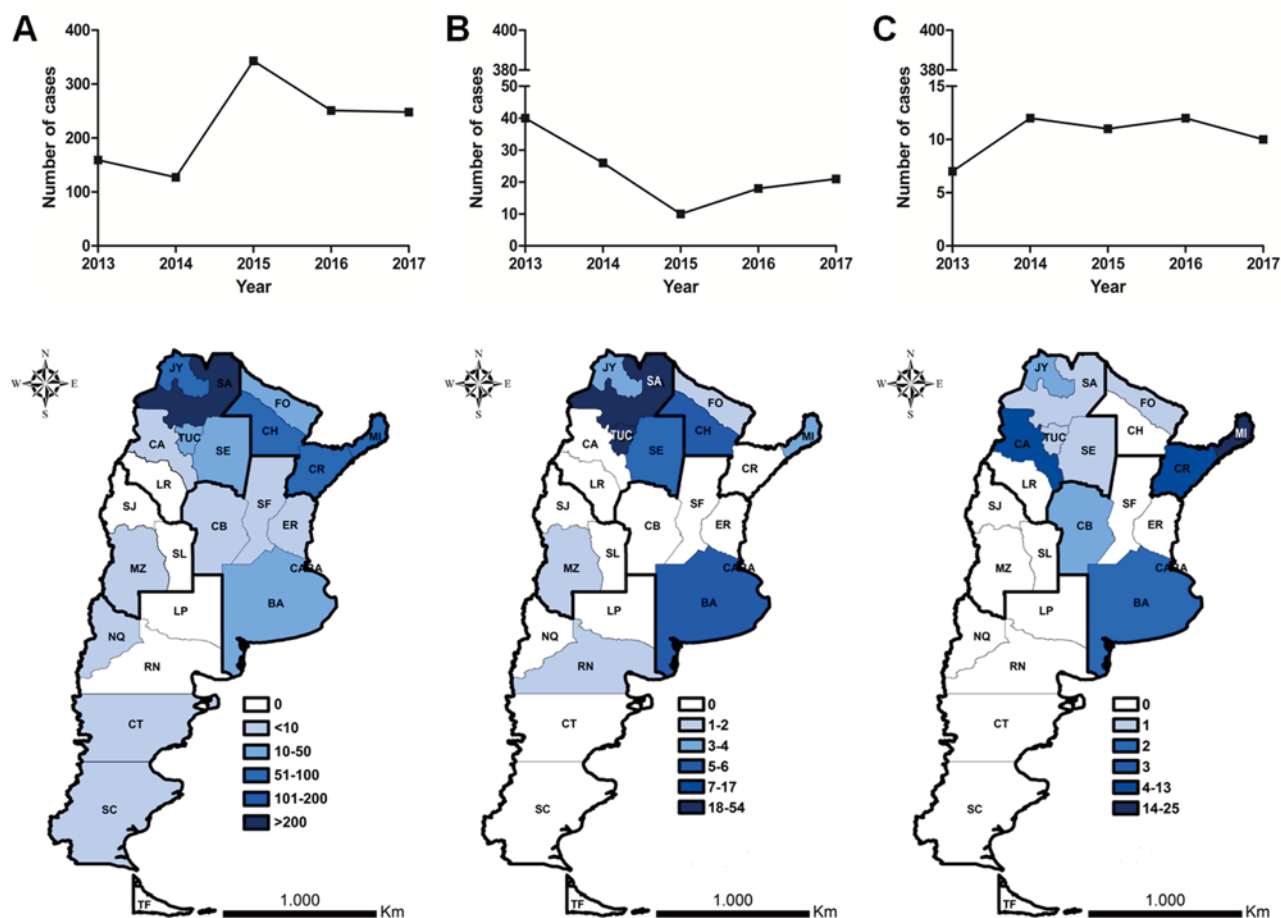 A
Number of cases
400
300
200
100
0
2013
2014
2015
2016
2017
Year
B
Number of cases
400
380
50
40
30
20
10
0
2013
2014
2015
2016
2017
Year
C
Number of cases
400
380
15
10
5
0
2013
2014
2015
2016
2017
Year
N
W
E
S
JY
SA
FO
CH
MI
CA
TUC
SE
CR
LR
SJ
SF
CB
ER
SL
MZ
CABA
BA
LP
NQ
RN
CT
SC
TF
0
<10
10-50
51-100
101-200
>200
1.000
Km
N
W
E
S
JY
SA
FO
CH
MI
CA
TUC
SE
CR
LR
SJ
SF
CB
ER
SL
MZ
CABA
BA
LP
NQ
RN
CT
SC
TF
0
1-2
3-4
5-6
7-17
18-54
1.000
Km
N
W
E
S
JY
SA
FO
CH
MI
CA
TUC
SE
CR
LR
SJ
SF
CB
ER
SL
MZ
CABA
BA
LP
NQ
RN
CT
SC
TF
0
1
2
3
4-13
14-25
1.000
Km